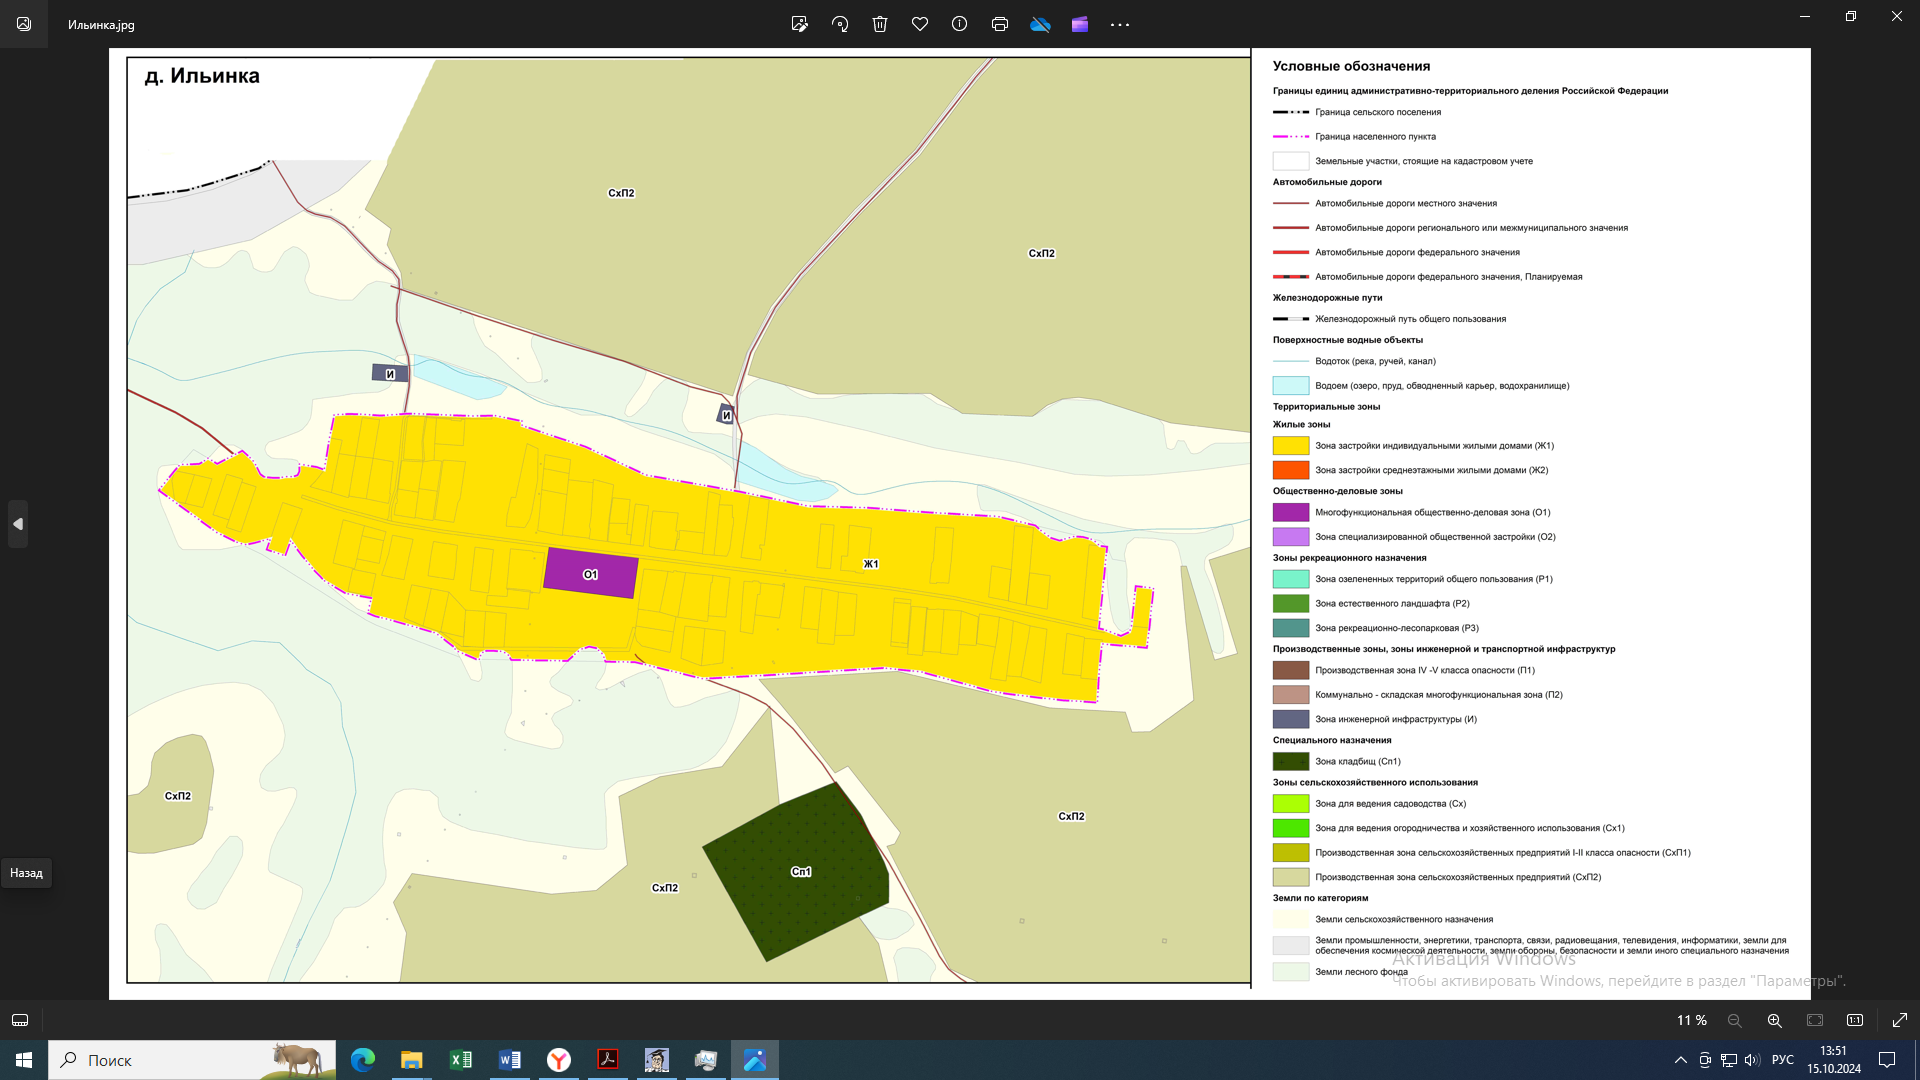 Ильинка.jpg
д. Ильинка
СхП2
СхП2
И
И
Ж1
О1
СхП2
СхП2
СхП2
Сп1
Условные обозначения
Границы единиц административно-территориального деления Российской Федерации
Граница сельского поселения
Граница населенного пункта
Земельные участки, стоящие на кадастровом учете
Автомобильные дороги
Автомобильные дороги местного значения
Автомобильные дороги регионального или межмуниципального значения
Автомобильные дороги федерального значения
Автомобильные дороги федерального значения, Планируемая
Железнодорожные пути
Железнодорожный путь общего пользования
Поверхностные водные объекты
Водоток (река, ручей, канал)
Водоем (озеро, пруд, обводненный карьер, водохранилище)
Территориальные зоны
Жилые зоны
Зона застройки индивидуальными жилыми домами (Ж1)
Зона застройки среднеэтажными жилыми домами (Ж2)
Общественно-деловые зоны
Многофункциональная общественно-деловая зона (О1)
Зона специализированной общественной застройки (О2)
Зоны рекреационного назначения
Зона озелененных территорий общего пользования (Р1)
Зона естественного ландшафта (Р2)
Зона рекреационно-лесопарковая (Р3)
Производственные зоны, зоны инженерной и транспортной инфраструктур
Производственная зона IV -V класса опасности (П1)
Коммунально - складская многофункциональная зона (П2)
Зона инженерной инфраструктуры (И)
Специального назначения
Зона кладбищ (Сп1)
Зоны сельскохозяйственного использования
Зона для ведения садоводства (Сх)
Зона для ведения огородничества и хозяйственного использования (Сх1)
Производственная зона сельскохозяйственных предприятий I-II класса опасности (СхП1)
Производственная зона сельскохозяйственных предприятий (СхП2)
Земли по категориям
Земли сельскохозяйственного назначения
Земли промышленности, энергетики, транспорта, связи, радиовещания, телевидения, информатики, земли для
обеспечения космической деятельности, земли обороны, безопасности и земли иного специального назначения
Земли лесного фонда
Активация Windows
Чтобы активировать Windows, перейдите в раздел "Параметры".
Назад
11 %
1:1
Поиск
РУС
13:51
15.10.2024